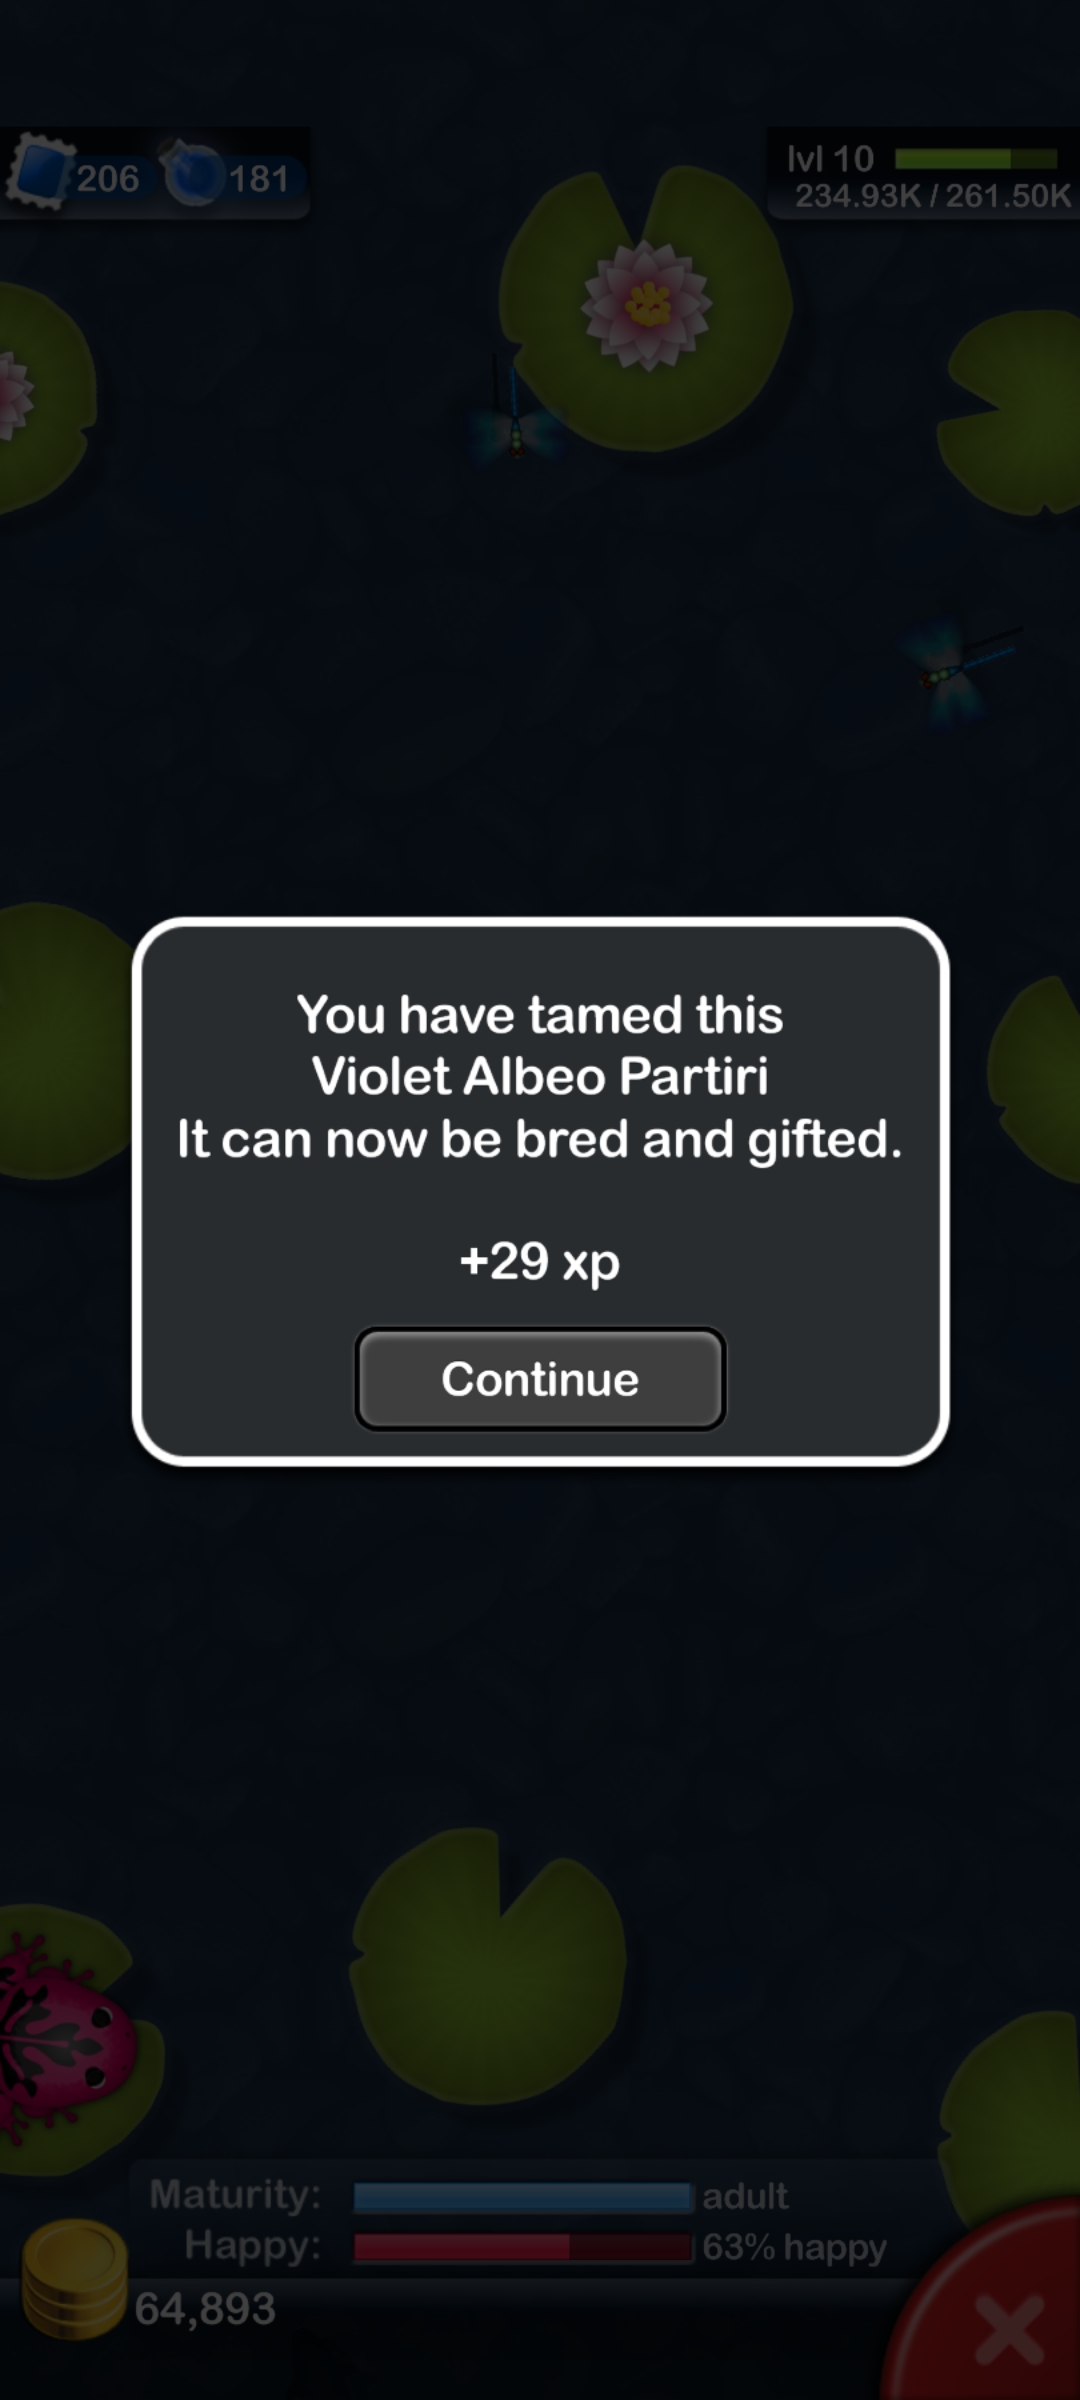 206 181
lvl 10
234.93K / 261.50K
You have tamed this
Violet Albeo Partiri
It can now be bred and gifted.
+29 xp
Continue
Maturity: adult
Happy: 63% happy
64,893